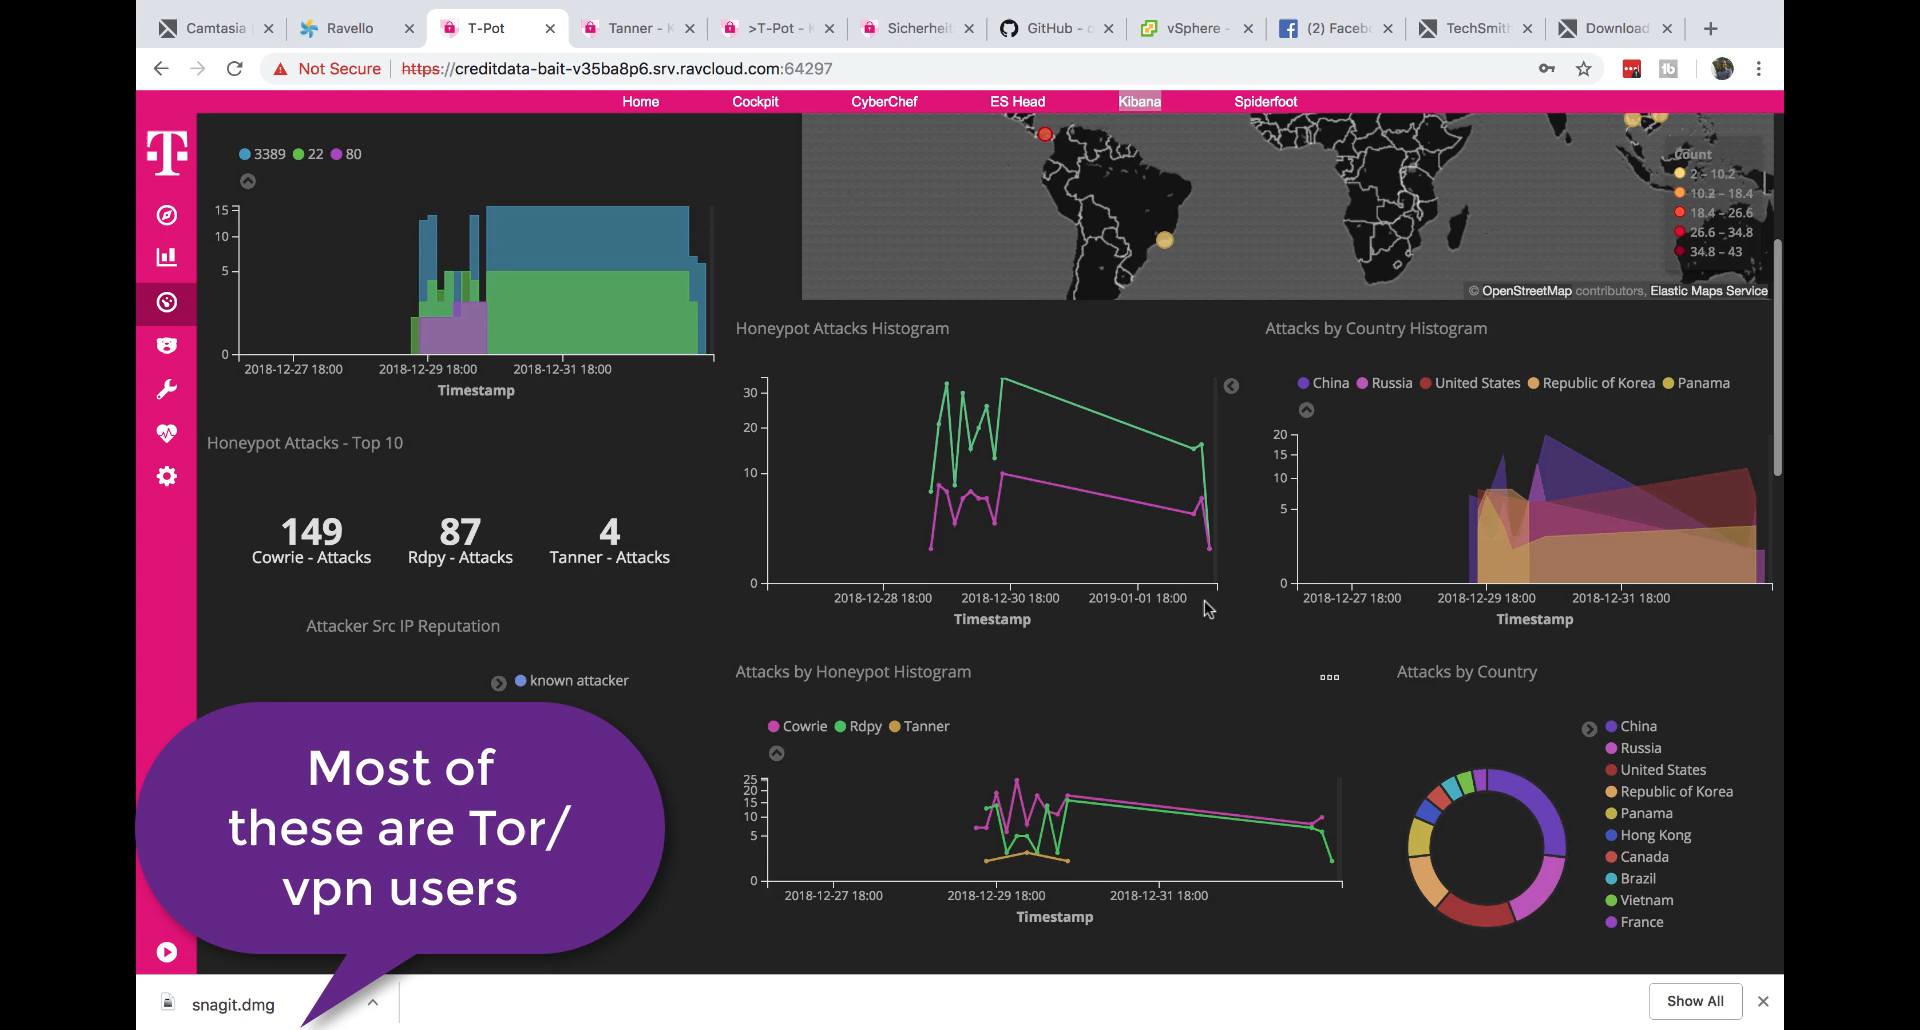 Camtasia
Ravello
T-Pot
Tanner - K
>T-Pot - K
Sicherheit
GitHub - d
vSphere -
(2) Faceb
TechSmith
Download
Not Secure
https://creditdata-bait-v35ba8p6.srv.ravcloud.com:64297
Home
Cockpit
CyberChef
ES Head
Kibana
Spiderfoot
3389 22 80
15
10
5
0
2018-12-27 18:00 2018-12-29 18:00 2018-12-31 18:00
Timestamp
Count
2 – 10.2
10.2 – 18.4
18.4 – 26.6
26.6 – 34.8
34.8 – 43
© OpenStreetMap contributors, Elastic Maps Service
Honeypot Attacks - Top 10
149
Cowrie - Attacks
87
Rdpy - Attacks
4
Tanner - Attacks
Honeypot Attacks Histogram
30
20
10
0
2018-12-28 18:00 2018-12-30 18:00 2019-01-01 18:00
Timestamp
Attacks by Country Histogram
China Russia United States Republic of Korea Panama
20
15
10
5
0
2018-12-27 18:00 2018-12-29 18:00 2018-12-31 18:00
Timestamp
Attacker Src IP Reputation
known attacker
Most of
these are Tor/
vpn users
Attacks by Honeypot Histogram
Cowrie Rdpy Tanner
25
20
15
10
5
0
2018-12-27 18:00 2018-12-29 18:00 2018-12-31 18:00
Timestamp
Attacks by Country
China
Russia
United States
Republic of Korea
Panama
Hong Kong
Canada
Brazil
Vietnam
France
snagit.dmg
Show All